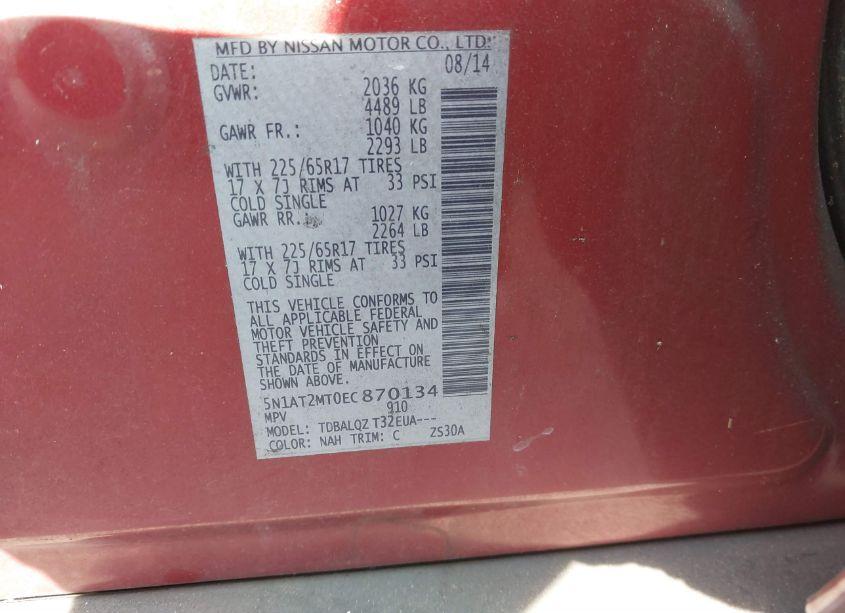 MFD BY NISSAN MOTOR CO., LTD.
DATE: 08/14
GVWR: 2036 KG
4489 LB
GAWR FR.: 1040 KG
2293 LB
WITH 225/65R17 TIRES
17 X 7J RIMS AT 33 PSI
COLD SINGLE
GAWR RR.: 1027 KG
2264 LB
WITH 225/65R17 TIRES
17 X 7J RIMS AT 33 PSI
COLD SINGLE
THIS VEHICLE CONFORMS TO
ALL APPLICABLE FEDERAL
MOTOR VEHICLE SAFETY AND
THEFT PREVENTION
STANDARDS IN EFFECT ON
THE DATE OF MANUFACTURE
SHOWN ABOVE.
5N1AT2MT0EC870134
MPV 910
MODEL: TDBALQZ T32EUA---
COLOR: NAH TRIM: C ZS30A